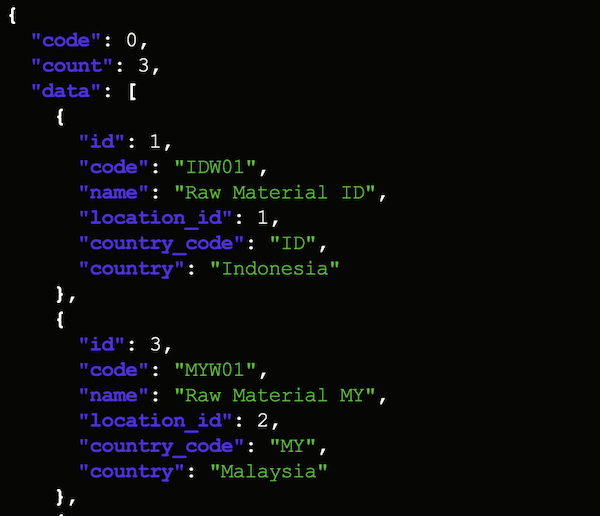 {
  "code": 0,
  "count": 3,
  "data": [
    {
      "id": 1,
      "code": "IDW01",
      "name": "Raw Material ID",
      "location_id": 1,
      "country_code": "ID",
      "country": "Indonesia"
    },
    {
      "id": 3,
      "code": "MYW01",
      "name": "Raw Material MY",
      "location_id": 2,
      "country_code": "MY",
      "country": "Malaysia"
    },
    {